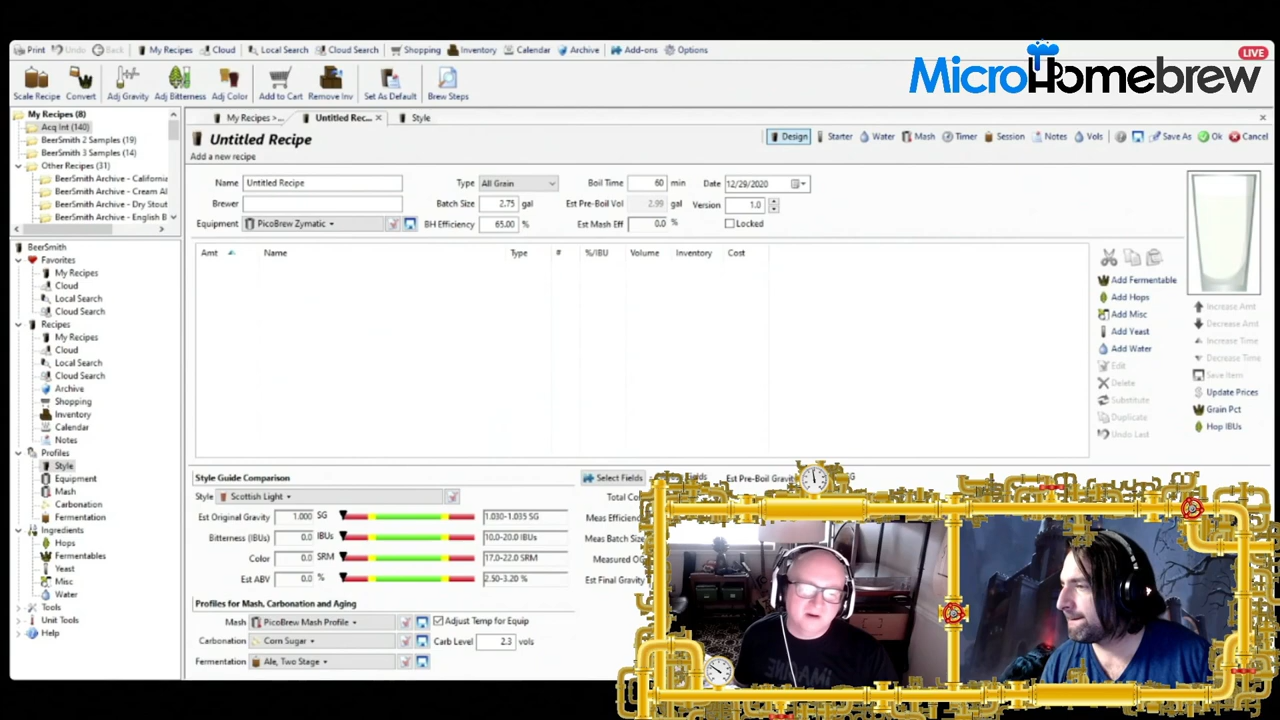 Print Undo Back My Recipes Cloud Local Search Cloud Search Shopping Inventory Calendar Archive Add-ons Options
LIVE
MicroHomebrew
Scale Recipe Convert Adj Gravity Adj Bitterness Adj Color Add to Cart Remove Inv Set As Default Brew Steps
My Recipes (8)
Acq Int (140)
BeerSmith 2 Samples (19)
BeerSmith 3 Samples (14)
Other Recipes (31)
BeerSmith Archive - California
BeerSmith Archive - Cream Al
BeerSmith Archive - Dry Stout
BeerSmith Archive - English B
BeerSmith
Favorites
My Recipes
Cloud
Local Search
Cloud Search
Recipes
My Recipes
Cloud
Local Search
Cloud Search
Archive
Shopping
Inventory
Calendar
Notes
Profiles
Style
Equipment
Mash
Carbonation
Fermentation
Ingredients
Hops
Fermentables
Yeast
Misc
Water
Tools
Unit Tools
Help
My Recipes >... Untitled Rec... Style
Untitled Recipe
Design Starter Water Mash Timer Session Notes Vols Save As Ok Cancel
Add a new recipe
Name Untitled Recipe Type All Grain Boil Time 60 min Date 12/29/2020
Brewer Batch Size 2.75 gal Est Pre-Boil Vol 2.99 gal Version 1.0
Equipment PicoBrew Zymatic BH Efficiency 65.00 % Est Mash Eff 0.0 % Locked
Amt Name Type # %/IBU Volume Inventory Cost
Add Fermentable
Add Hops
Add Misc
Add Yeast
Add Water
Edit
Delete
Substitute
Duplicate
Undo Last
Increase Amt
Decrease Amt
Increase Time
Decrease Time
Save Item
Update Prices
Grain Pct
Hop IBUs
Style Guide Comparison Select Fields
Style Scottish Light
Est Original Gravity 1.000 SG 1.030-1.035 SG
Bitterness (IBUs) 0.0 IBUs 10.0-20.0 IBUs
Color 0.0 SRM 17.0-22.0 SRM
Est ABV 0.0 % 2.50-3.20 %
Est Pre-Boil Gravity
Total Co
Meas Efficien
Meas Batch Size
Measured OG
Est Final Gravity
Profiles for Mash, Carbonation and Aging
Mash PicoBrew Mash Profile Adjust Temp for Equip
Carbonation Corn Sugar Carb Level 2.3 vols
Fermentation Ale, Two Stage